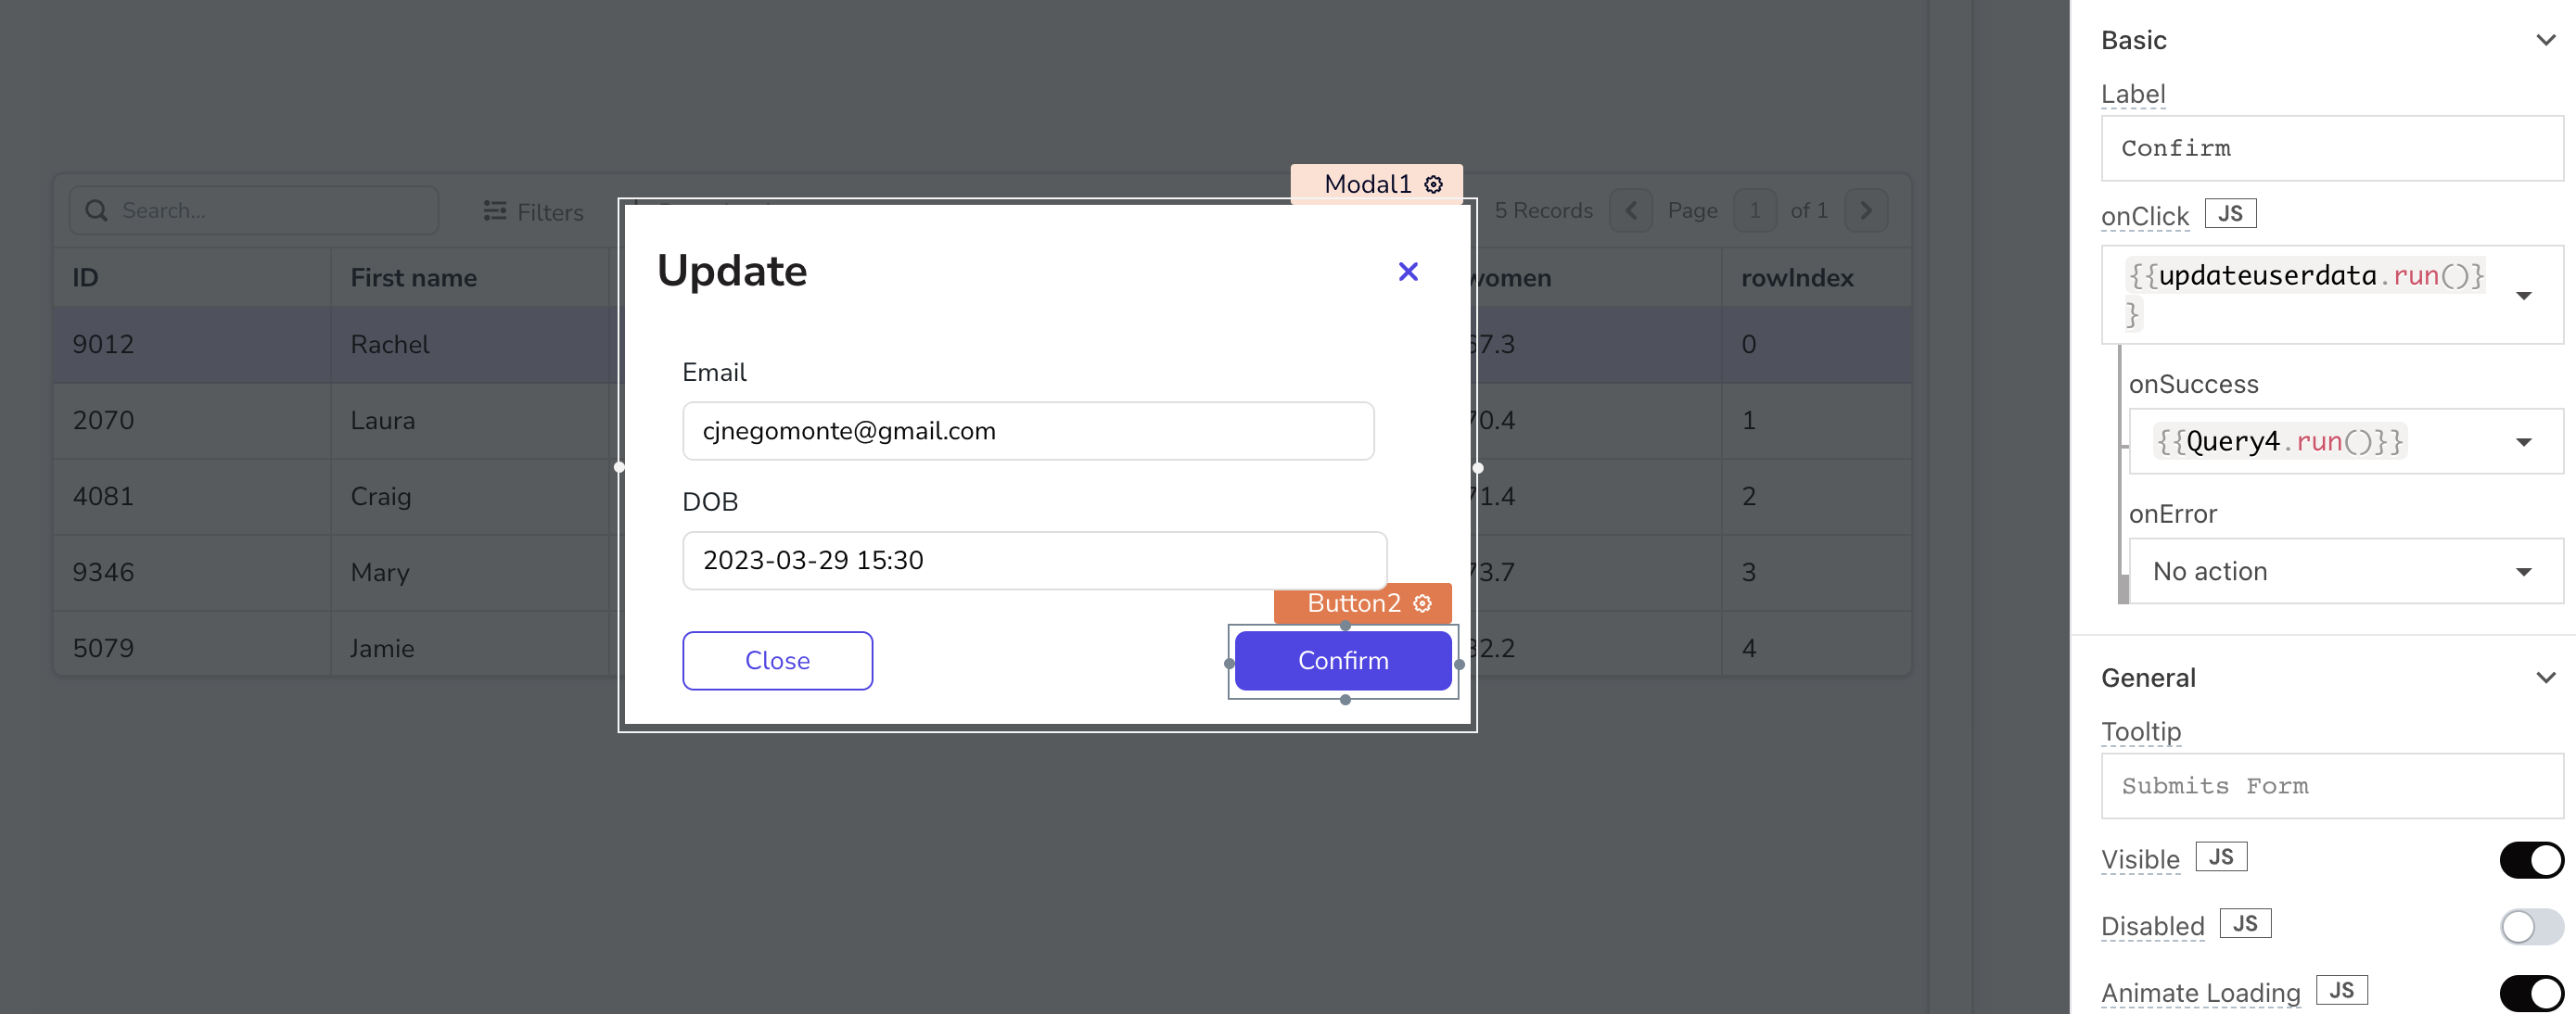 Search...
Filters
5 Records
Page
1
of 1
ID
First name
women
rowIndex
9012
Rachel
67.3
0
2070
Laura
70.4
1
4081
Craig
71.4
2
9346
Mary
73.7
3
5079
Jamie
82.2
4
Modal1
Update
Email
cjnegomonte@gmail.com
DOB
2023-03-29 15:30
Button2
Close
Confirm
Basic
Label
Confirm
onClick JS
{{updateuserdata.run()}
}
onSuccess
{{Query4.run()}}
onError
No action
General
Tooltip
Submits Form
Visible JS
Disabled JS
Animate Loading JS